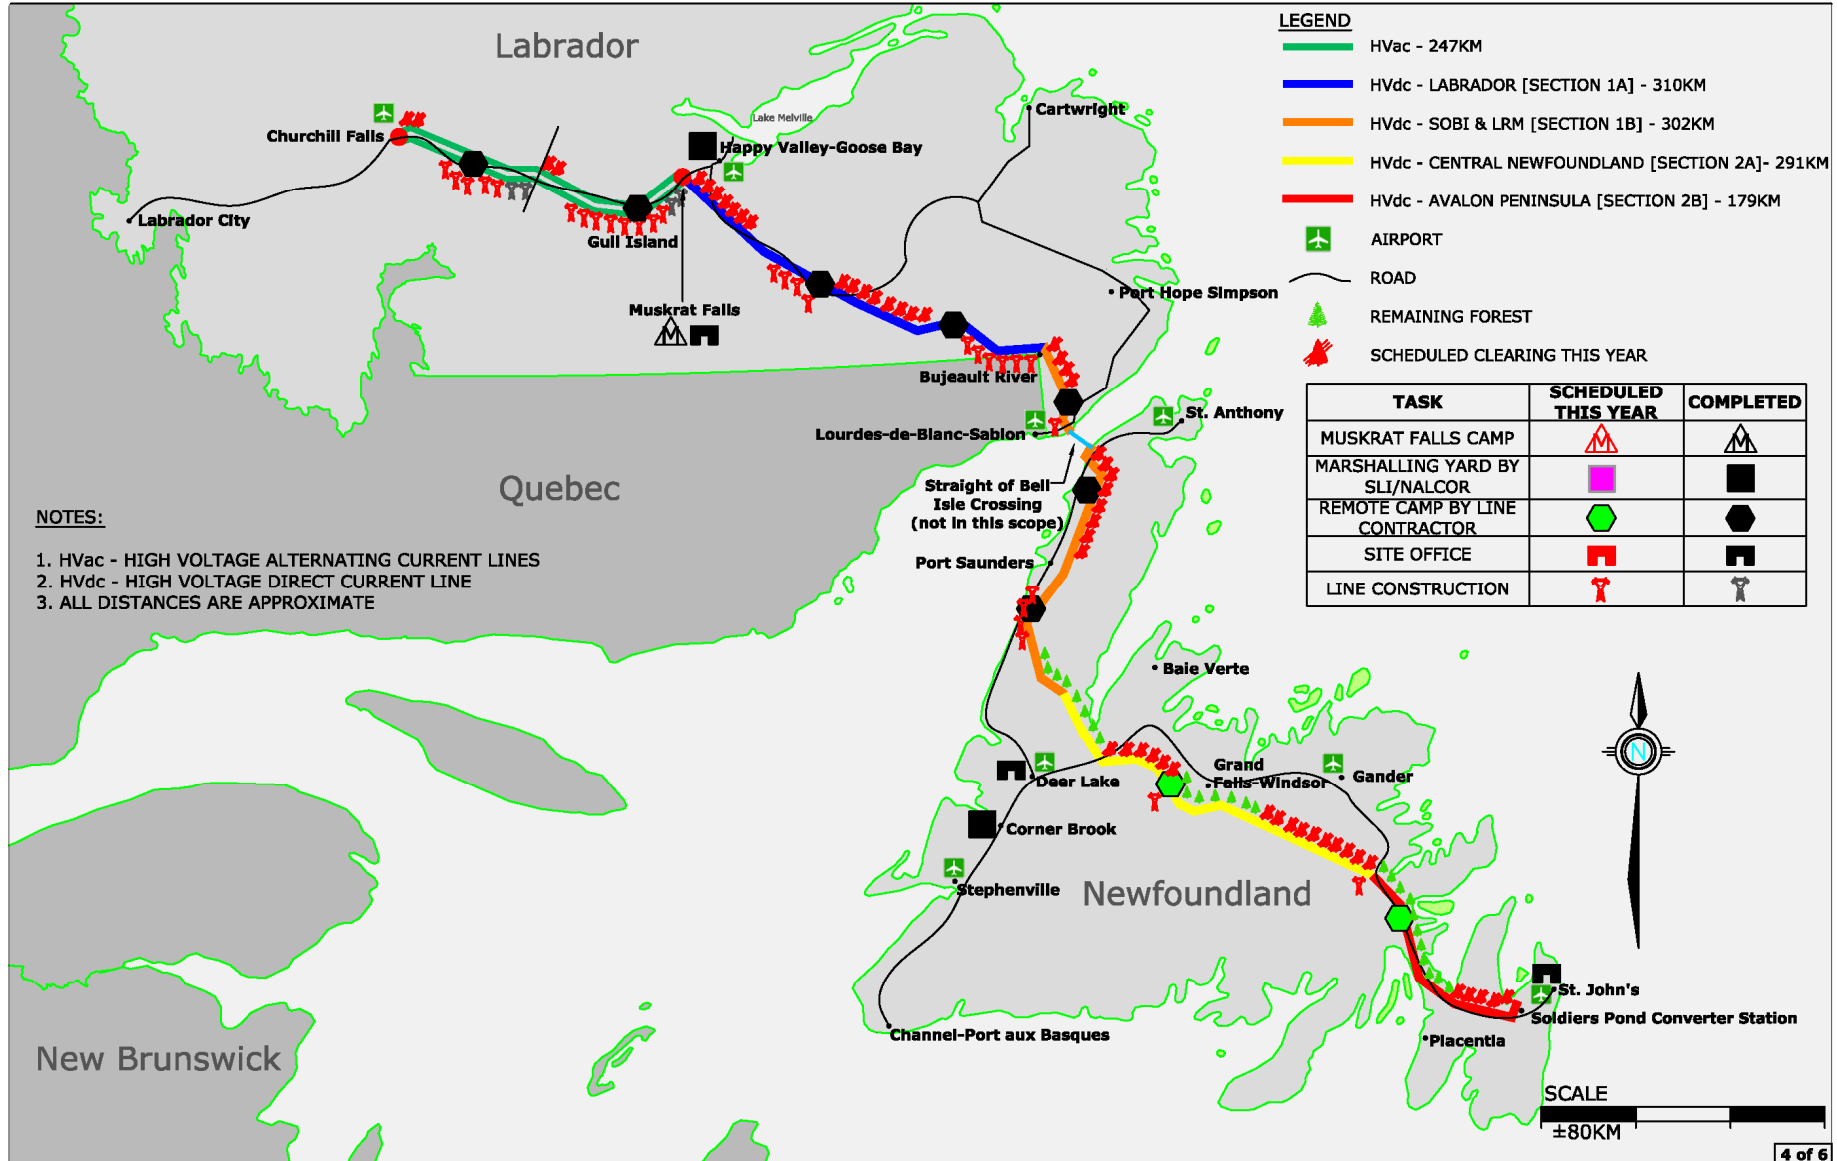 Labrador
LEGEND
HVac - 247KM
HVdc - LABRADOR [SECTION 1A] - 310KM
HVdc - SOBI & LRM [SECTION 1B] - 302KM
HVdc - CENTRAL NEWFOUNDLAND [SECTION 2A]- 291KM
HVdc - AVALON PENINSULA [SECTION 2B] - 179KM
AIRPORT
ROAD
REMAINING FOREST
SCHEDULED CLEARING THIS YEAR
TASK
SCHEDULED
THIS YEAR
COMPLETED
MUSKRAT FALLS CAMP
MARSHALLING YARD BY
SLI/NALCOR
REMOTE CAMP BY LINE
CONTRACTOR
SITE OFFICE
LINE CONSTRUCTION
Cartwright
Lake Melville
Churchill Falls
Happy Valley-Goose Bay
Labrador City
Gull Island
Muskrat Falls
Port Hope Simpson
Bujeault River
St. Anthony
Lourdes-de-Blanc-Sablon
Quebec
Straight of Bell
Isle Crossing
(not in this scope)
NOTES:
1. HVac - HIGH VOLTAGE ALTERNATING CURRENT LINES
2. HVdc - HIGH VOLTAGE DIRECT CURRENT LINE
3. ALL DISTANCES ARE APPROXIMATE
Port Saunders
Baie Verte
N
Grand
Falls-Windsor
Gander
Deer Lake
Corner Brook
Stephenville
Newfoundland
St. John's
Soldiers Pond Converter Station
Channel-Port aux Basques
Placentia
New Brunswick
SCALE
±80KM
4 of 6